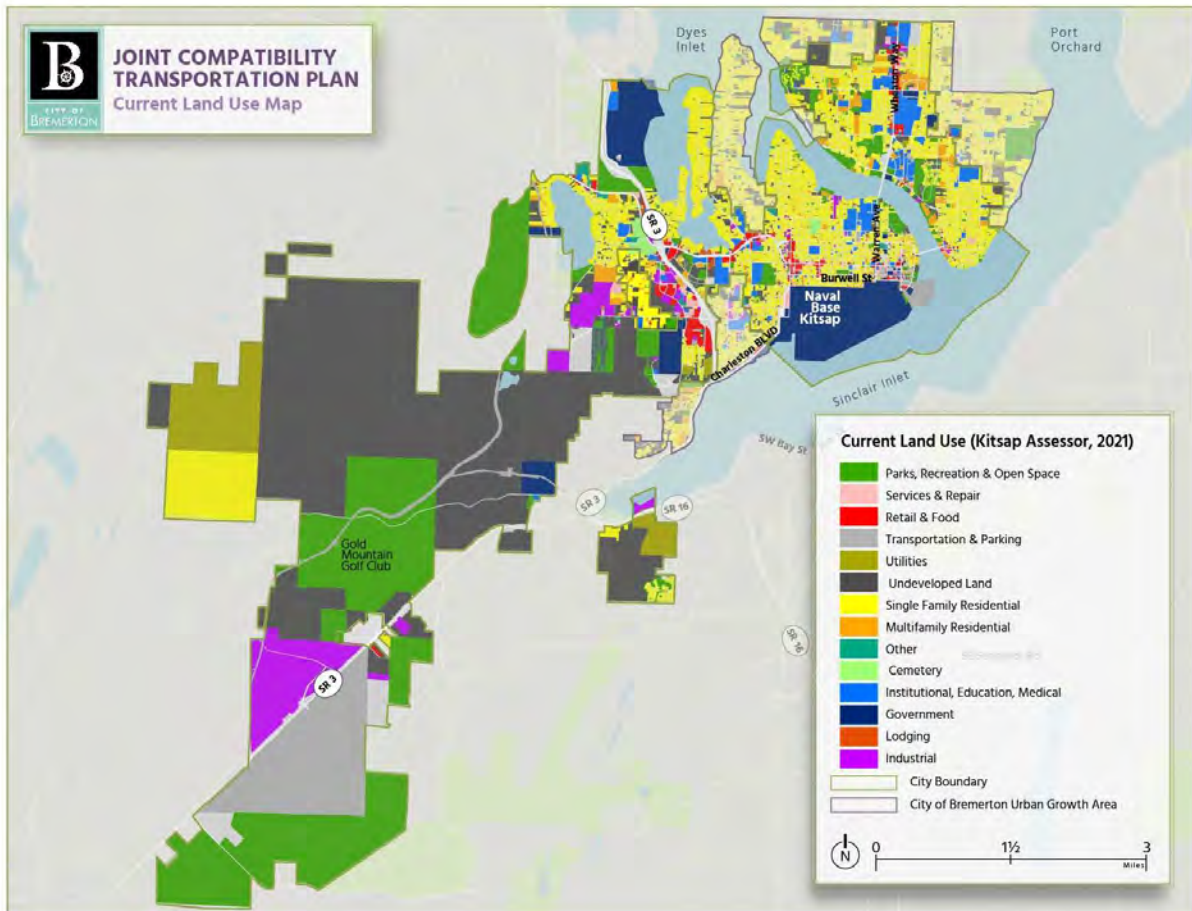 B
CITY OF
BREMERTON
JOINT COMPATIBILITY
TRANSPORTATION PLAN
Current Land Use Map
Dyes
Inlet
Port
Orchard
Wheaton Way
SR 3
Warren Ave
Burwell St
Naval
Base
Kitsap
Charleston BLVD
Sinclair Inlet
SW Bay St
SR 3
SR 16
Gold
Mountain
Golf Club
SR 3
SR 16
Current Land Use (Kitsap Assessor, 2021)
Parks, Recreation & Open Space
Services & Repair
Retail & Food
Transportation & Parking
Utilities
Undeveloped Land
Single Family Residential
Multifamily Residential
Other
Cemetery
Institutional, Education, Medical
Government
Lodging
Industrial
City Boundary
City of Bremerton Urban Growth Area
N
0 1½ 3
Miles